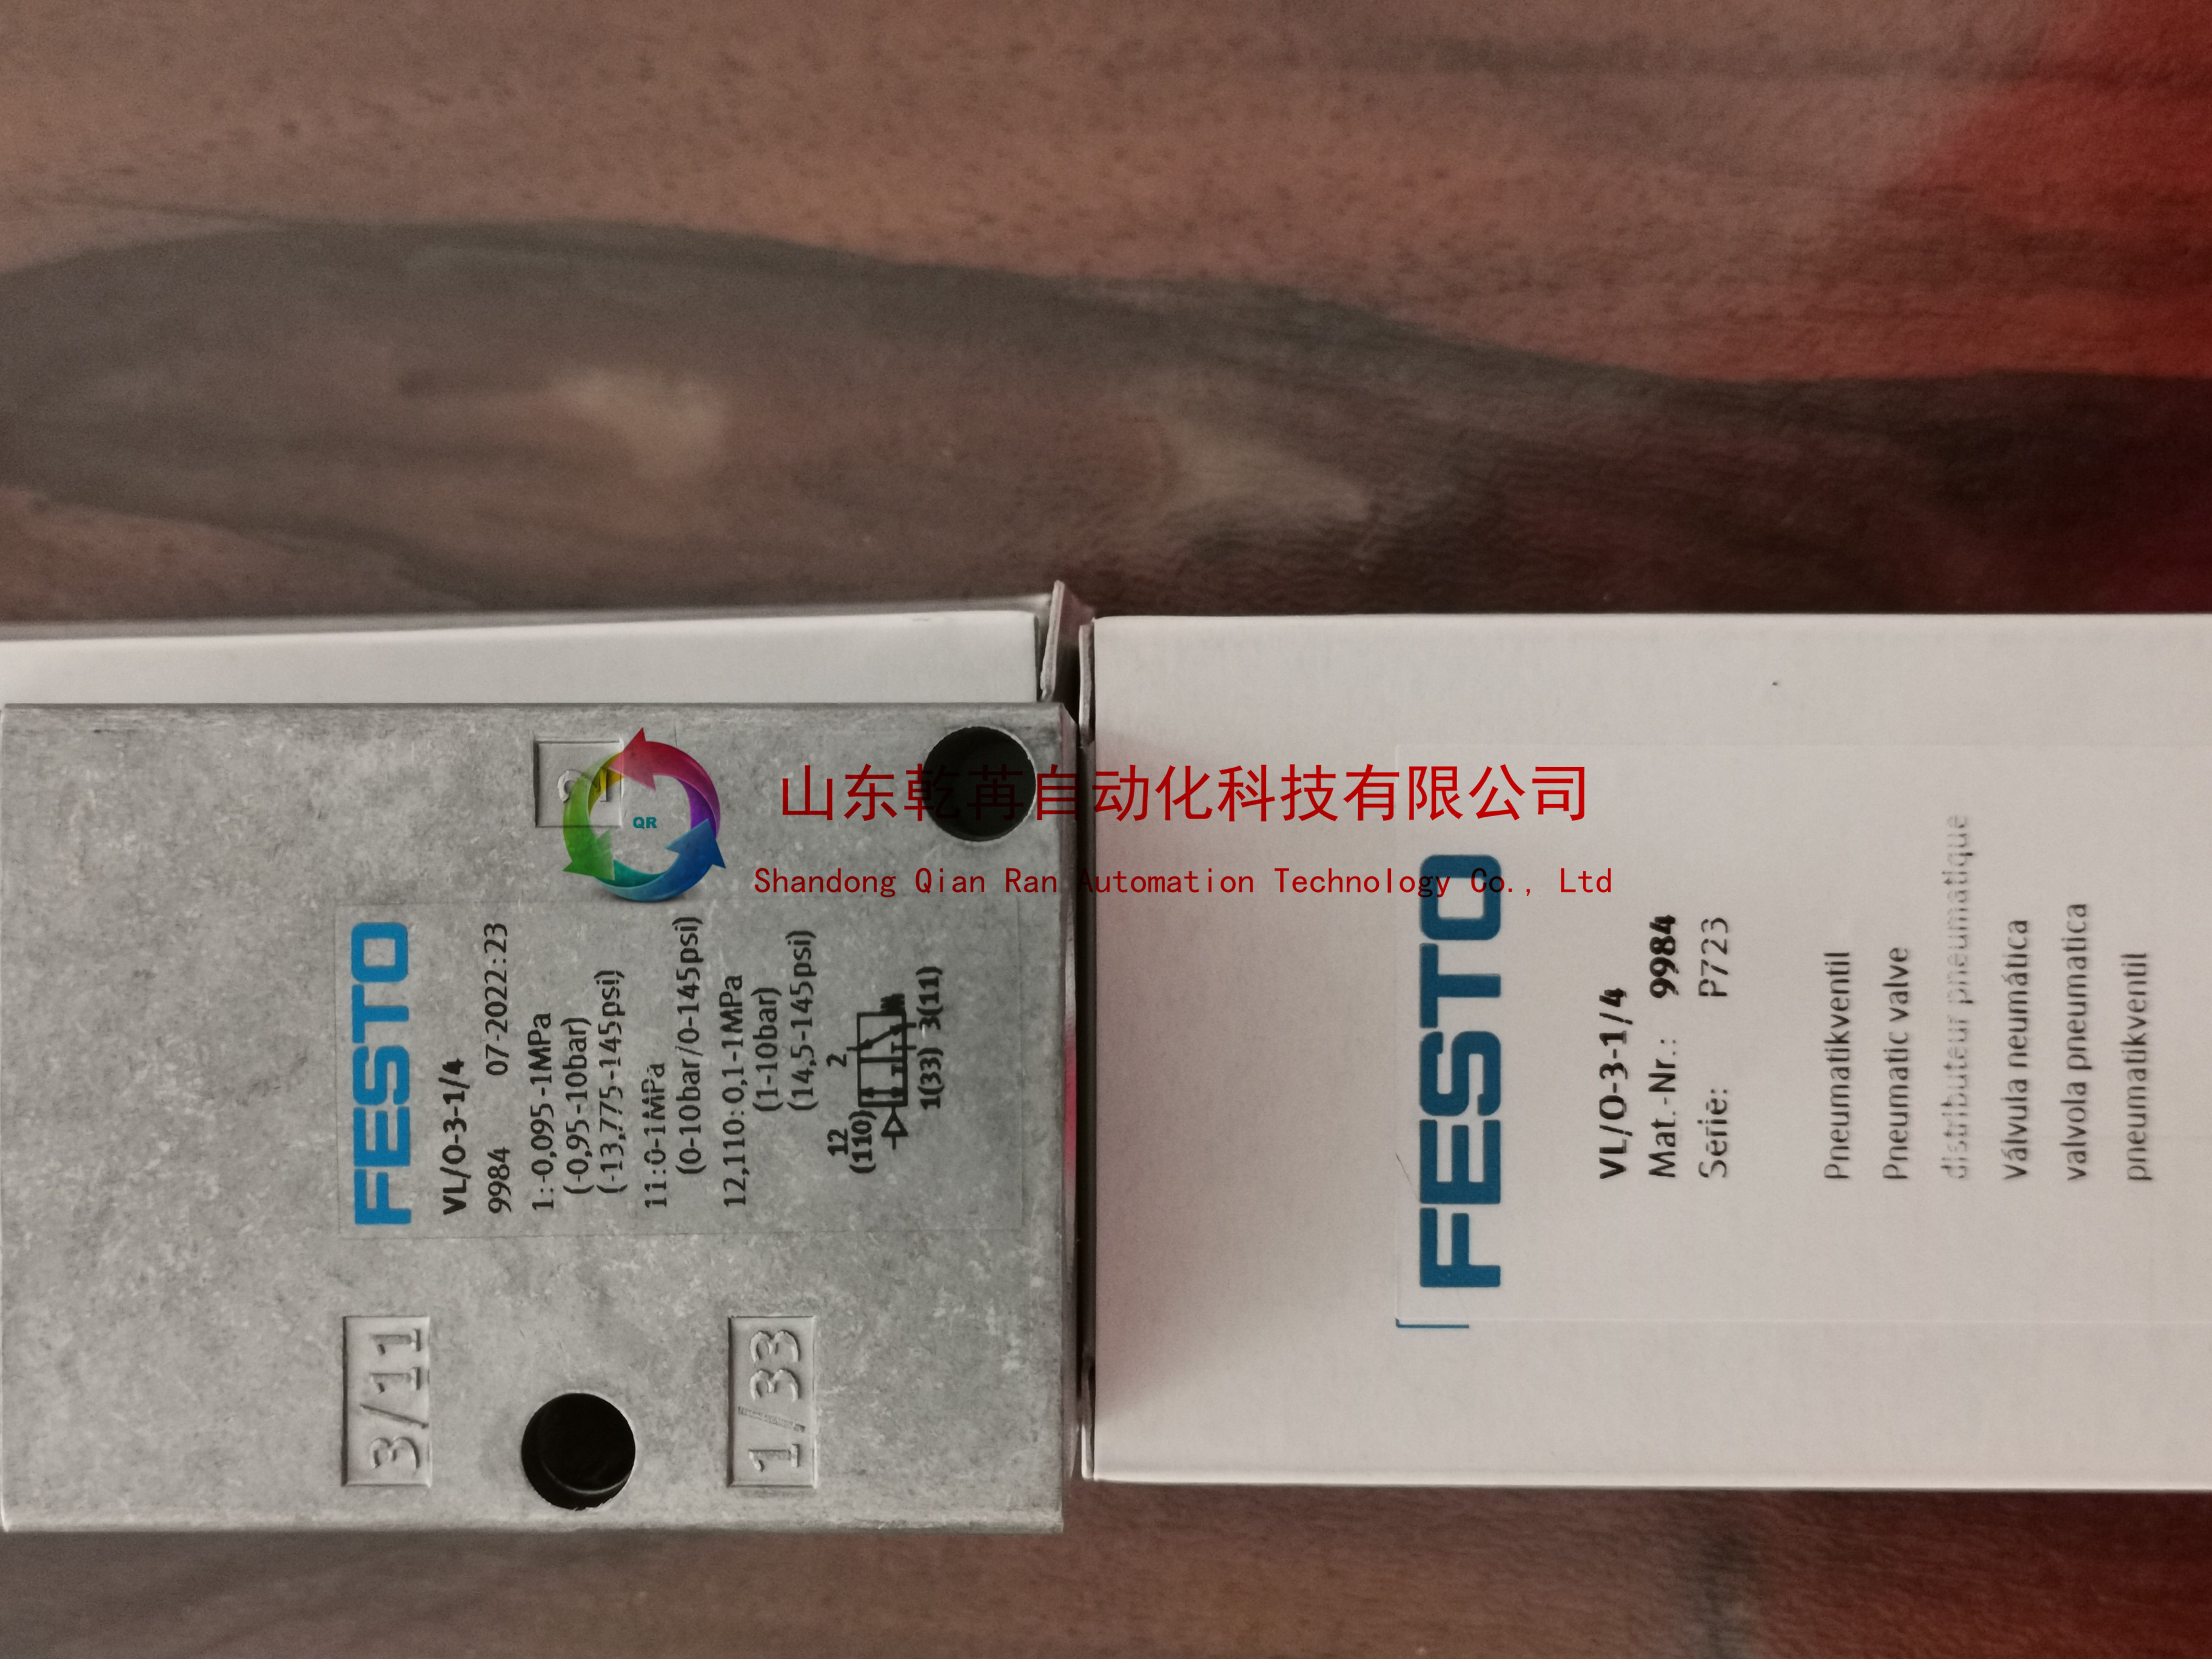 山东乾苒自动化科技有限公司
Shandong Qian Ran Automation Technology Co., Ltd
QR
FESTO
VL/O-3-1/4
9984 07-2022:23
1:-0,095-1MPa
(-0,95-10bar)
(-13,775-145psi)
11:0-1MPa
(0-10bar/0-145psi)
12,110:0,1-1MPa
(1-10bar)
(14,5-145psi)
12 2
(110)
1(33) 3(11)
3/11
1/33
FESTO
VL/O-3-1/4
Mat.-Nr.: 9984
Serie: P723
Pneumatikventil
Pneumatic valve
distributeur pneumatique
Válvula neumática
valvola pneumatica
pneumatikventil